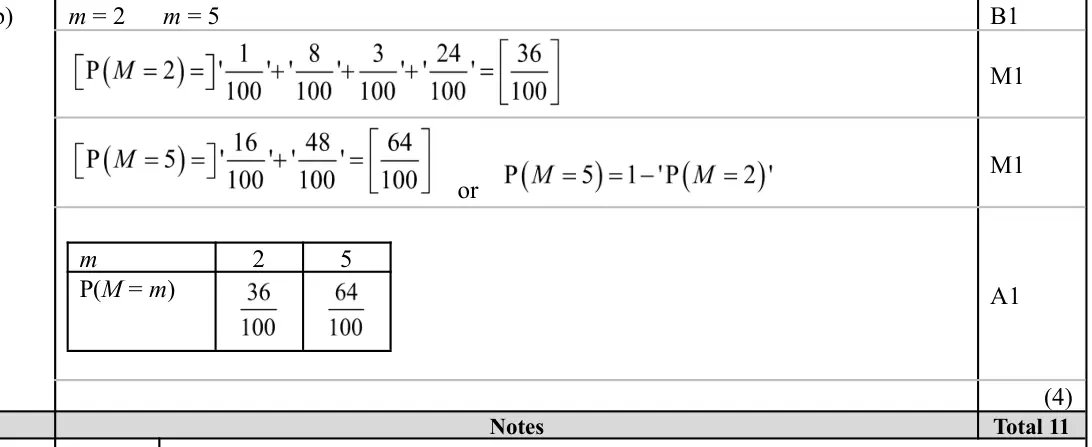 b) m = 2 m = 5 B1
[P(M = 2) =] '1/100' + '8/100' + '3/100' + '24/100' = [36/100] M1
[P(M = 5) =] '16/100' + '48/100' = [64/100] or P(M = 5) = 1 − 'P(M = 2)' M1
m 2 5
P(M = m) 36/100 64/100 A1
(4)
Notes Total 11